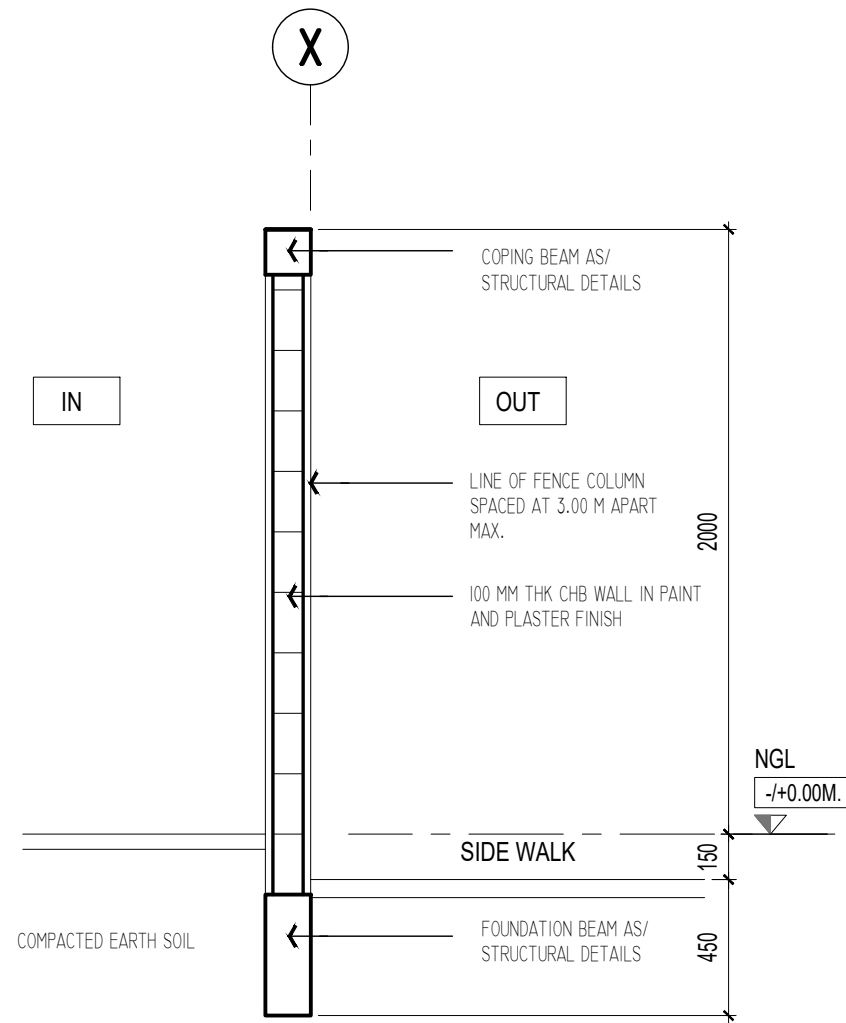 X
COPING BEAM AS/
STRUCTURAL DETAILS
IN
OUT
LINE OF FENCE COLUMN
SPACED AT 3.00 M APART
MAX.
2000
100 MM THK CHB WALL IN PAINT
AND PLASTER FINISH
NGL
-/+0.00M.
SIDE WALK
150
COMPACTED EARTH SOIL
FOUNDATION BEAM AS/
STRUCTURAL DETAILS
450